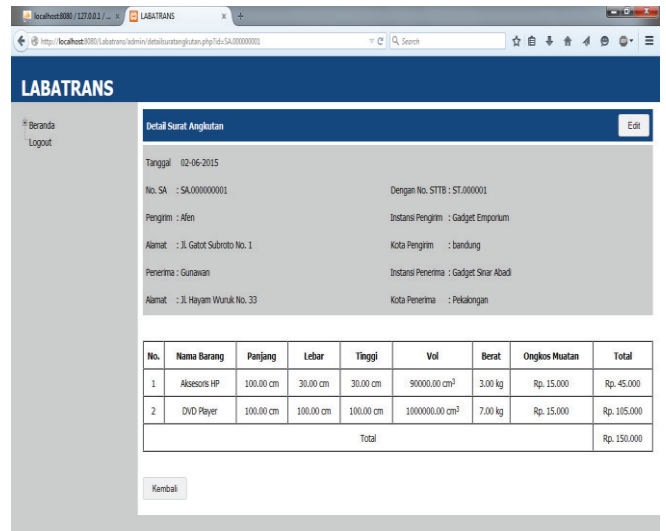 localhost:8080 / 127.0.0.1 / ... x LABATRANS x +
http://localhost:8080/Labatrans/admin/detailsuratangkutan.php?id=SA.000000001 Search
LABATRANS
Beranda
Logout
Detail Surat Angkutan Edit
Tanggal 02-06-2015
No. SA : SA.000000001 Dengan No. STTB : ST.000001
Pengirim : Afen Instansi Pengirim : Gadget Emporium
Alamat : Jl. Gatot Subroto No. 1 Kota Pengirim : bandung
Penerima : Gunawan Instansi Penerima : Gadget Sinar Abadi
Alamat : Jl. Hayam Wuruk No. 33 Kota Penerima : Pekalongan
No. Nama Barang Panjang Lebar Tinggi Vol Berat Ongkos Muatan Total
1 Aksesoris HP 100.00 cm 30.00 cm 30.00 cm 90000.00 cm³ 3.00 kg Rp. 15.000 Rp. 45.000
2 DVD Player 100.00 cm 100.00 cm 100.00 cm 1000000.00 cm³ 7.00 kg Rp. 15.000 Rp. 105.000
Total Rp. 150.000
Kembali